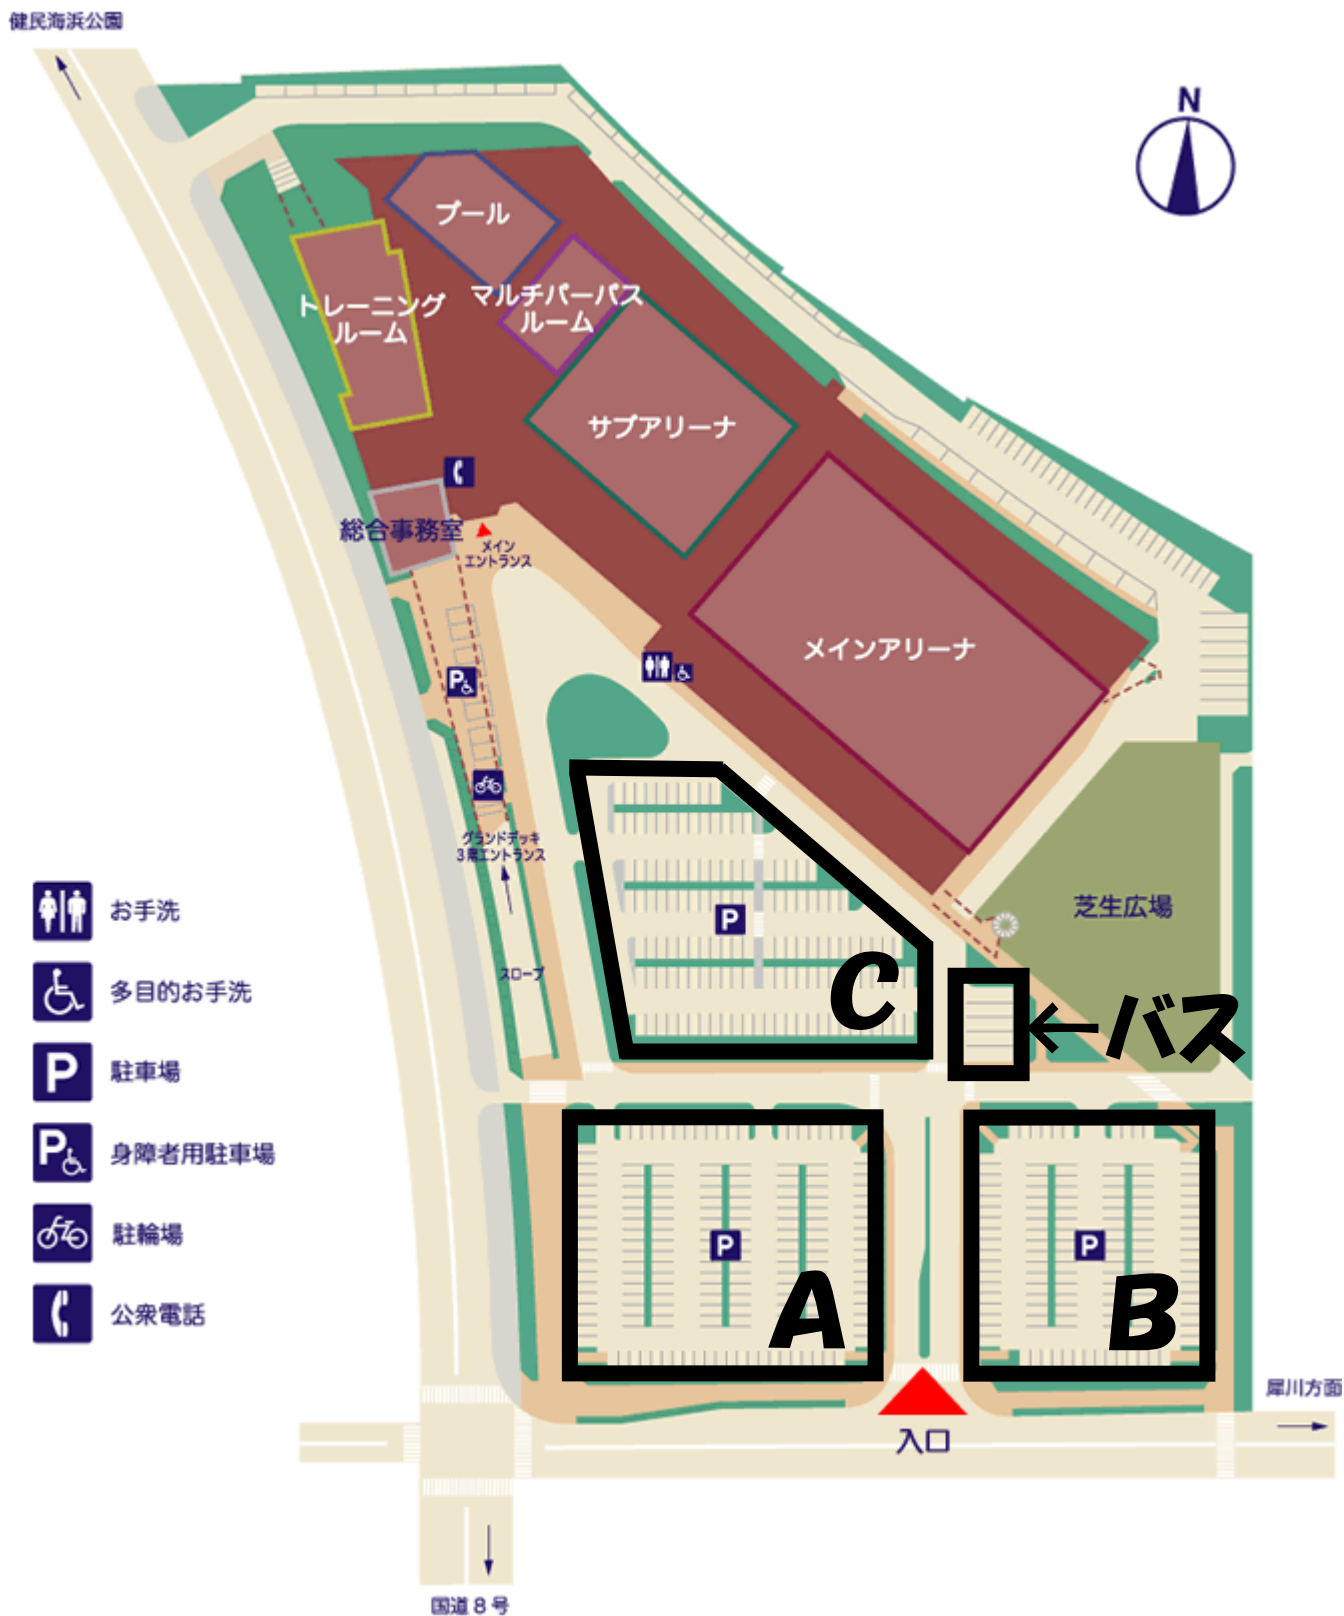 健民海浜公園
N
プール
マルチパーパス
ルーム
トレーニング
ルーム
サブアリーナ
総合事務室
メイン
エントランス
メインアリーナ
P
グランドデッキ
3階エントランス
お手洗
P
芝生広場
スロープ
C
多目的お手洗
←バス
P
駐車場
P
身障者用駐車場
駐輪場
P
P
A
B
公衆電話
犀川方面
入口
国道8号